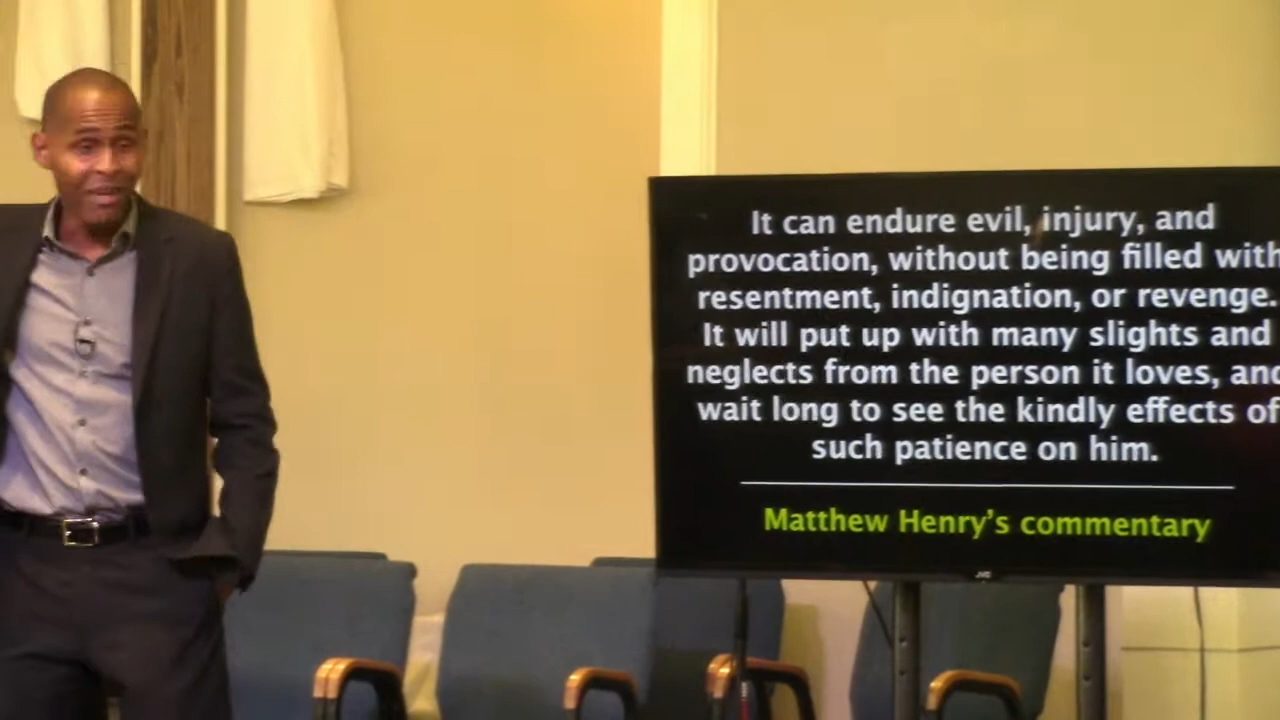 It can endure evil, injury, and
provocation, without being filled with
resentment, indignation, or revenge.
It will put up with many slights and
neglects from the person it loves, and
wait long to see the kindly effects of
such patience on him.
Matthew Henry's commentary
JVC